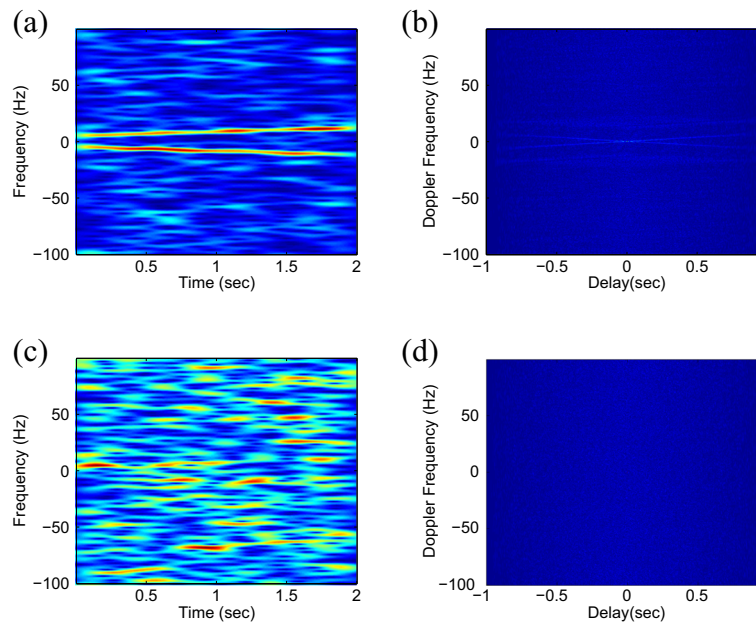 (a)
50
0
−50
−100
Frequency (Hz)
0.5 1 1.5 2
Time (sec)
(b)
50
0
−50
−100
Doppler Frequency (Hz)
−1 −0.5 0 0.5
Delay(sec)
(c)
50
0
−50
−100
Frequency (Hz)
0.5 1 1.5 2
Time (sec)
(d)
50
0
−50
−100
Doppler Frequency (Hz)
−1 −0.5 0 0.5
Delay(sec)